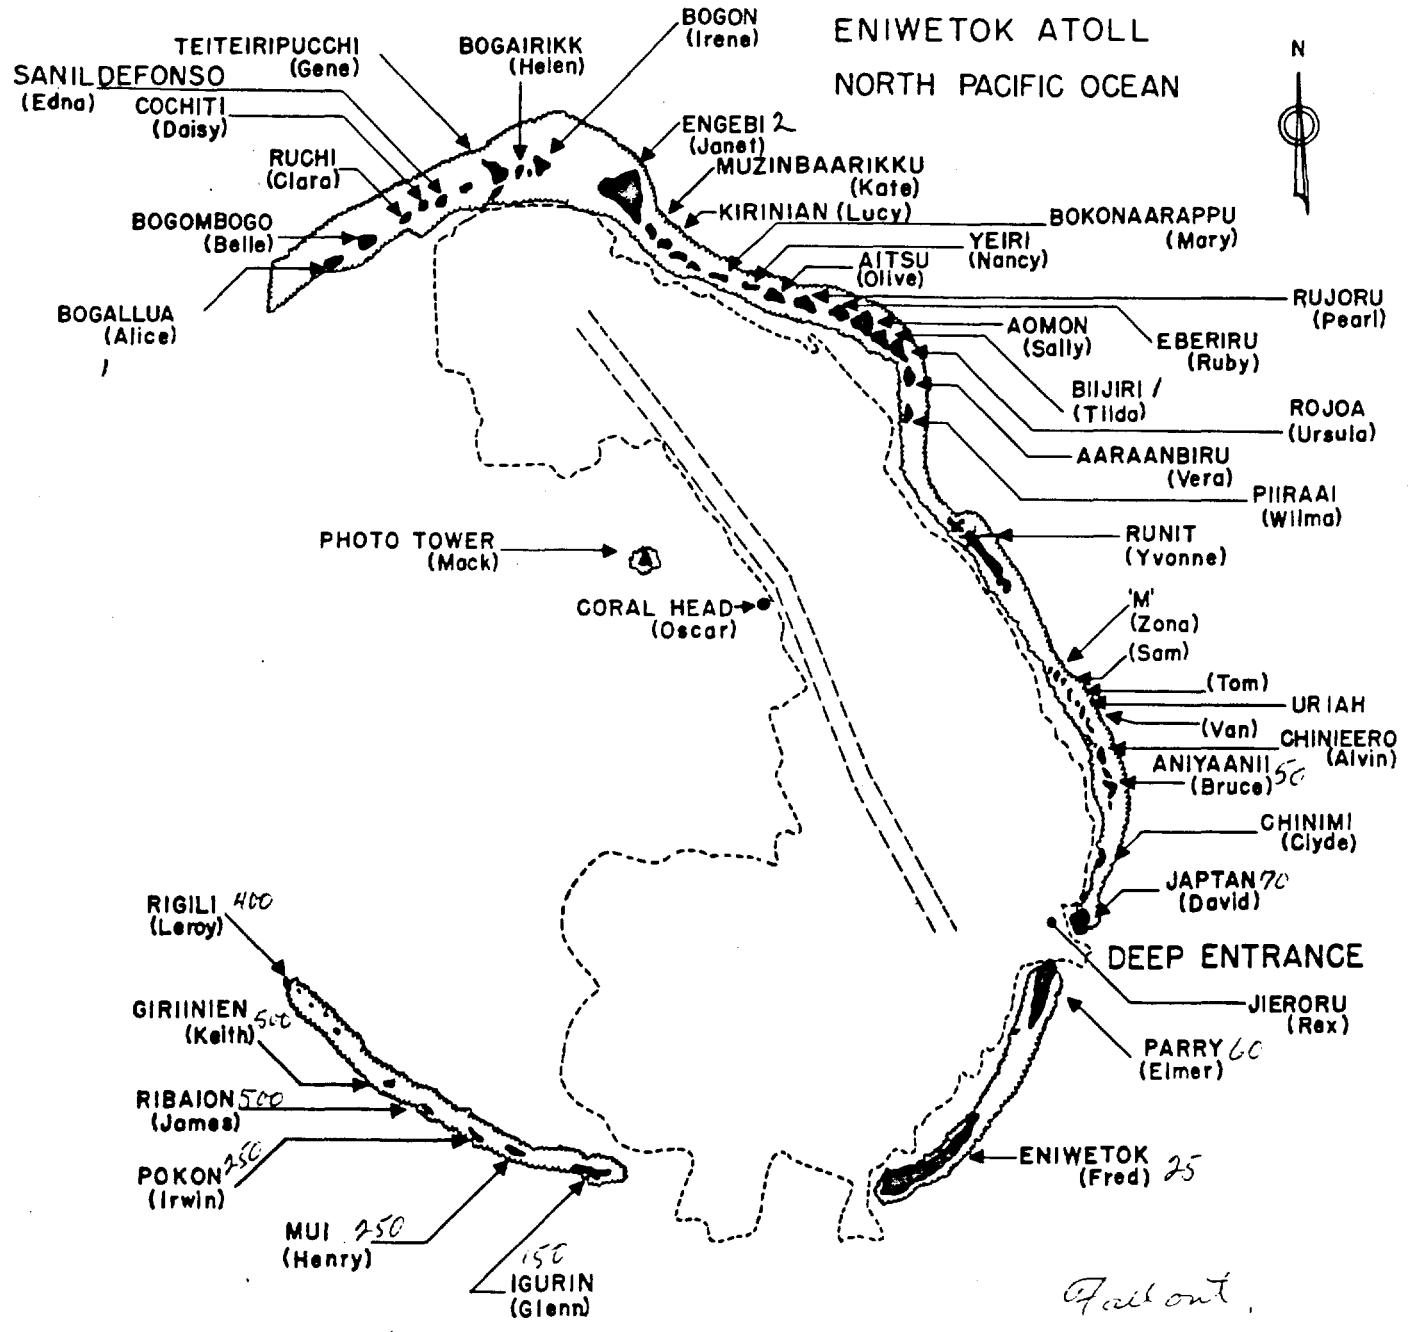 ENIWETOK ATOLL
NORTH PACIFIC OCEAN
N
BOGON
(Irene)
BOGAIRIKK
(Helen)
TEITEIRIPUCCHI
(Gene)
SANILDEFONSO
(Edna)
COCHITI
(Daisy)
RUCHI
(Clara)
BOGOMBOGO
(Belle)
BOGALLUA
(Alice)
1
ENGEBI 2
(Janet)
MUZINBAARIKKU
(Kate)
KIRINIAN (Lucy)
BOKONAARAPPU
(Mary)
YEIRI
(Nancy)
AITSU
(Olive)
RUJORU
(Pearl)
EBERIRU
(Ruby)
AOMON
(Sally)
BIIJIRI /
(Tilda)
ROJOA
(Ursula)
AARAANBIRU
(Vera)
PIIRAAI
(Wilma)
RUNIT
(Yvonne)
PHOTO TOWER
(Mack)
CORAL HEAD
(Oscar)
'M'
(Zona)
(Sam)
(Tom)
URIAH
(Van)
CHINIEERO
(Alvin)
ANIYAANII 50
(Bruce)
CHINIMI
(Clyde)
JAPTAN 70
(David)
DEEP ENTRANCE
JIERORU
(Rex)
PARRY 60
(Elmer)
ENIWETOK
(Fred) 25
RIGILI 400
(Leroy)
GIRIINIEN 500
(Keith)
RIBAION 500
(James)
POKON 250
(Irwin)
MUI 250
(Henry)
150
IGURIN
(Glenn)
Fallout.